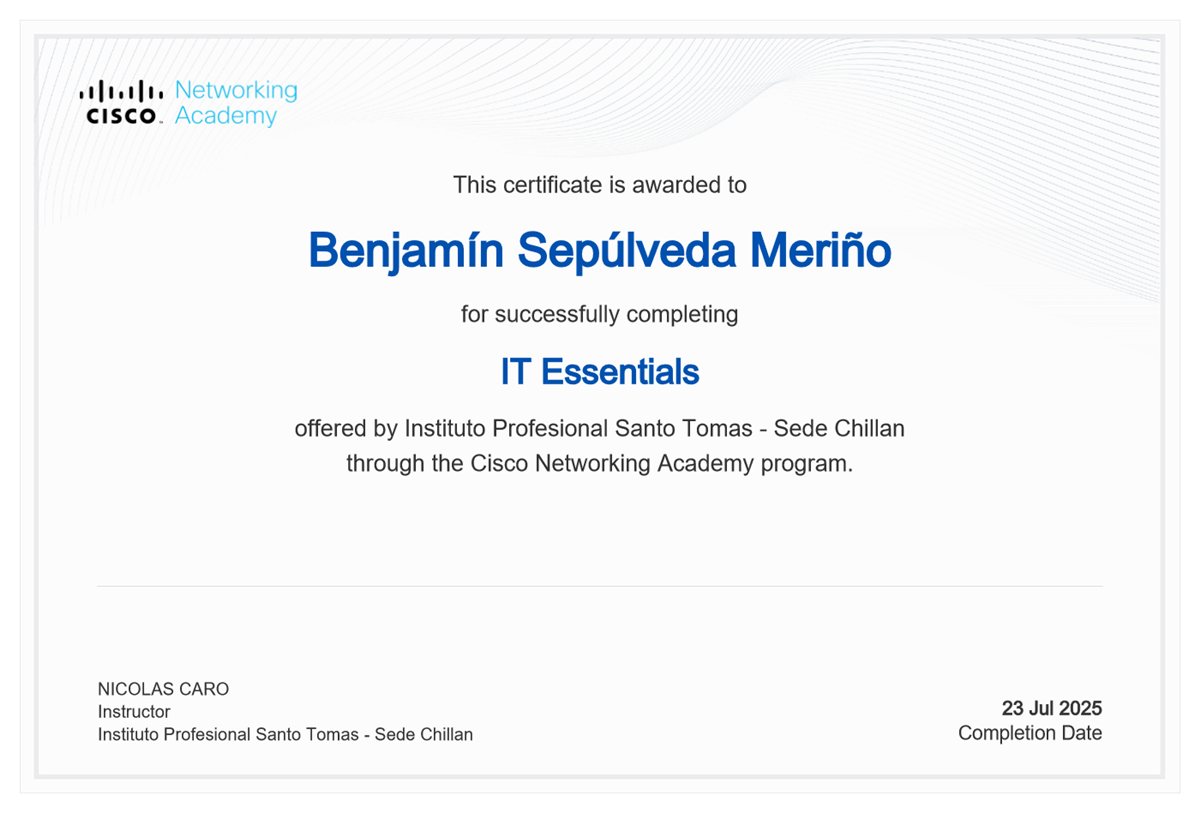 CISCO
Networking
Academy
This certificate is awarded to
Benjamín Sepúlveda Meriño
for successfully completing
IT Essentials
offered by Instituto Profesional Santo Tomas - Sede Chillan
through the Cisco Networking Academy program.
NICOLAS CARO
Instructor
Instituto Profesional Santo Tomas - Sede Chillan
23 Jul 2025
Completion Date